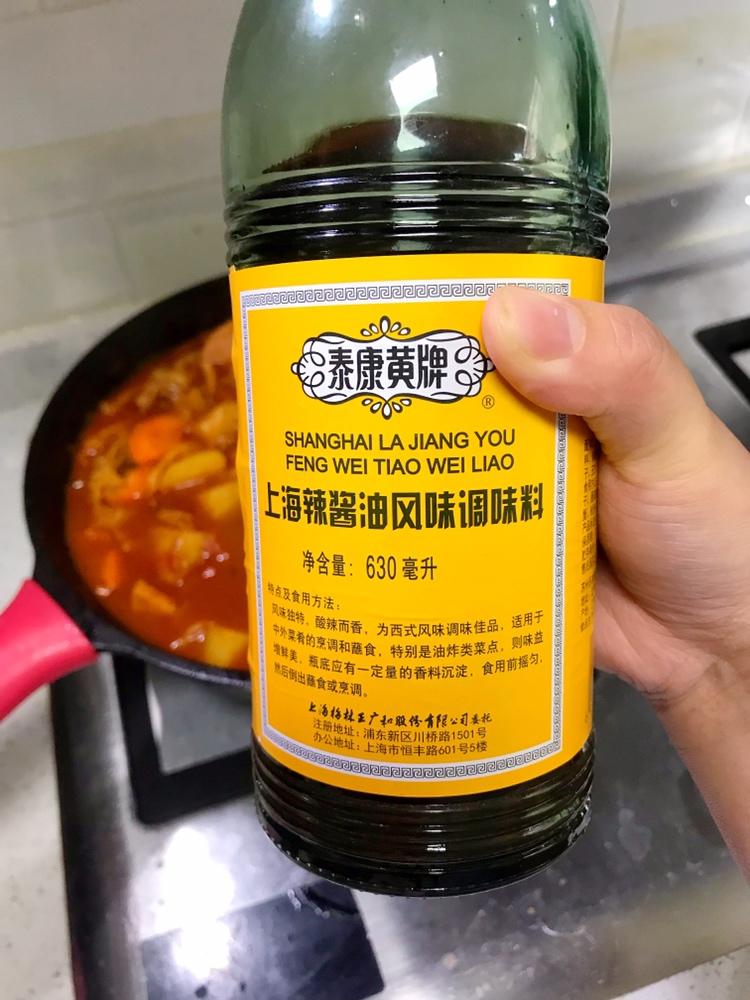 泰康黄牌
®
SHANGHAI LA JIANG YOU
FENG WEI TIAO WEI LIAO
上海辣酱油风味调味料
净含量: 630毫升
特点及食用方法:
风味独特, 酸辣而香, 为西式风味调味佳品, 适用于
中外菜肴的烹调和蘸食, 特别是油炸类菜点, 则味益
增鲜美, 瓶底应有一定量的香料沉淀, 食用前摇匀,
然后倒出蘸食或烹调。
上海梅林正广和股份有限公司委托
注册地址: 浦东新区川桥路1501号
办公地址: 上海市恒丰路601号5楼